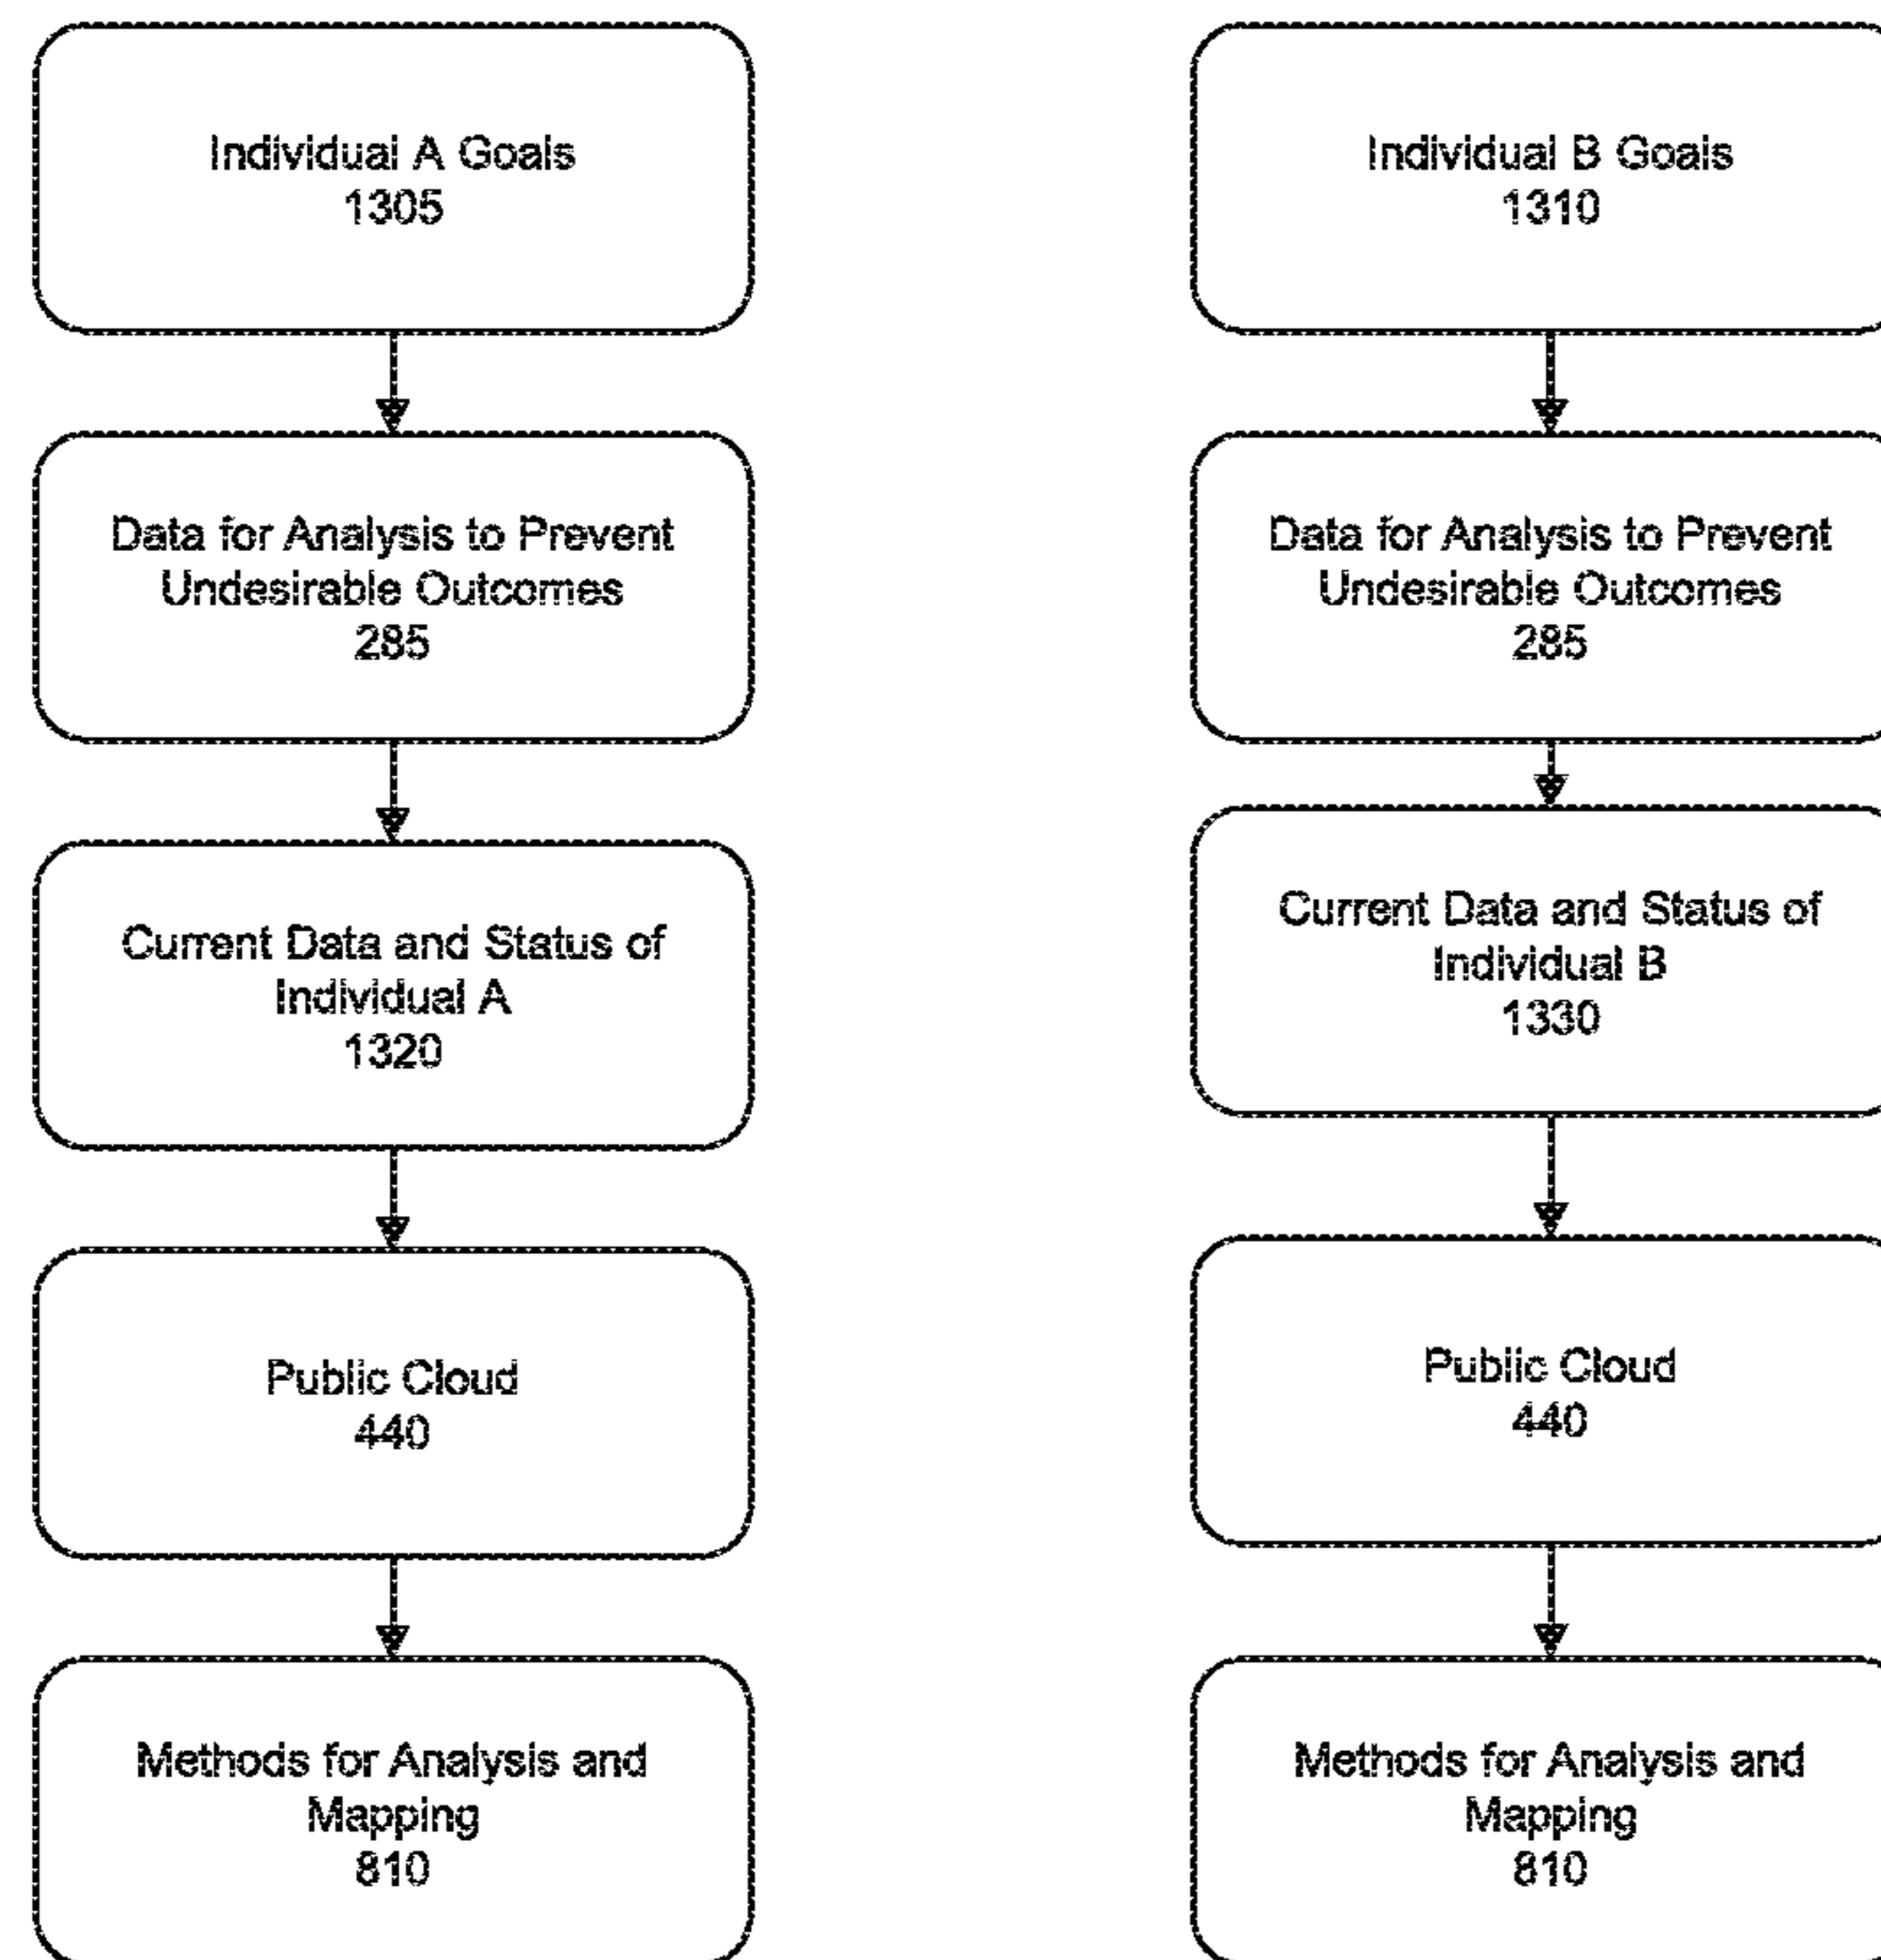 Individual A Goals
1305
Data for Analysis to Prevent
Undesirable Outcomes
285
Current Data and Status of
Individual A
1320
Public Cloud
440
Methods for Analysis and
Mapping
810
Individual B Goals
1310
Data for Analysis to Prevent
Undesirable Outcomes
285
Current Data and Status of
Individual B
1330
Public Cloud
440
Methods for Analysis and
Mapping
810